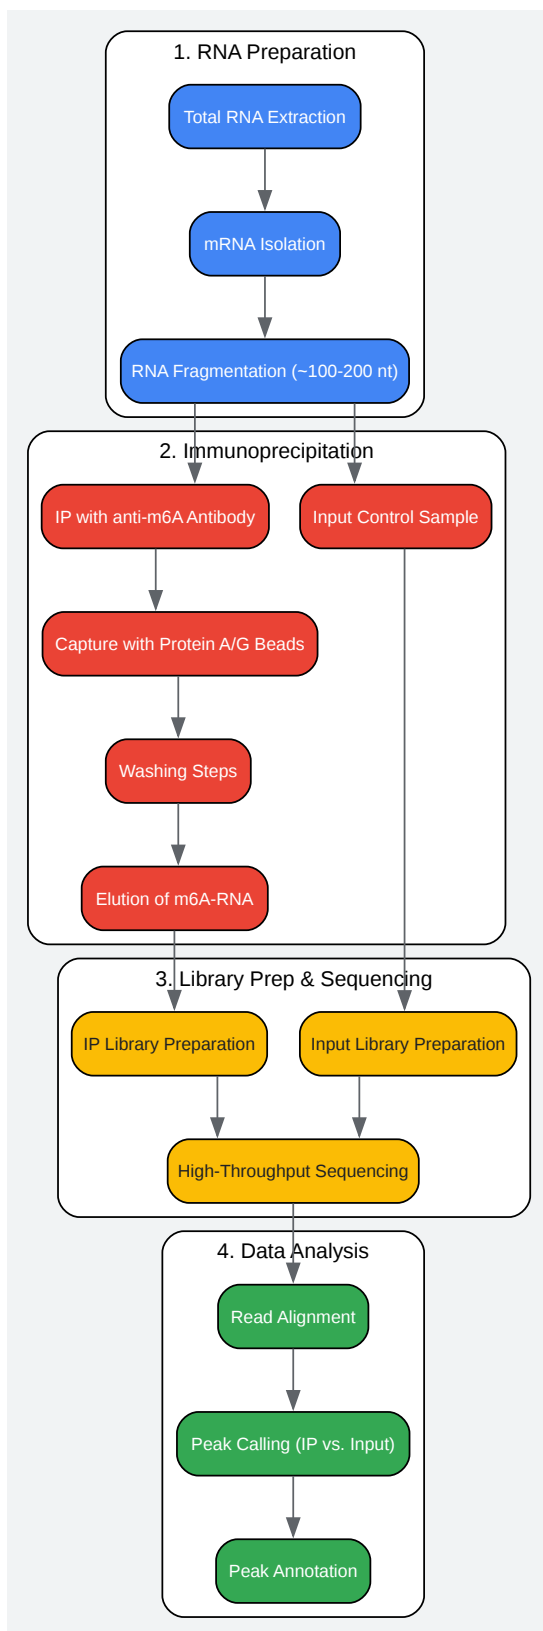 1. RNA Preparation
Total RNA Extraction
mRNA Isolation
RNA Fragmentation (~100-200 nt)
2. Immunoprecipitation
IP with anti-m6A Antibody
Input Control Sample
Capture with Protein A/G Beads
Washing Steps
Elution of m6A-RNA
3. Library Prep & Sequencing
IP Library Preparation
Input Library Preparation
High-Throughput Sequencing
4. Data Analysis
Read Alignment
Peak Calling (IP vs. Input)
Peak Annotation